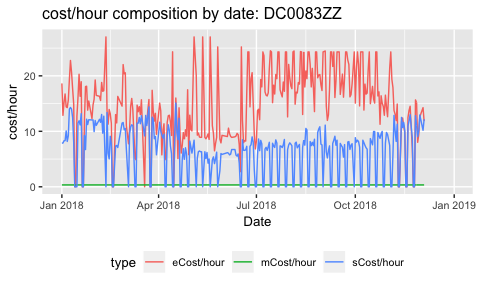 cost/hour composition by date: DC0083ZZ
cost/hour
20
10
0
Jan 2018 Apr 2018 Jul 2018 Oct 2018 Jan 2019
Date
type eCost/hour mCost/hour sCost/hour